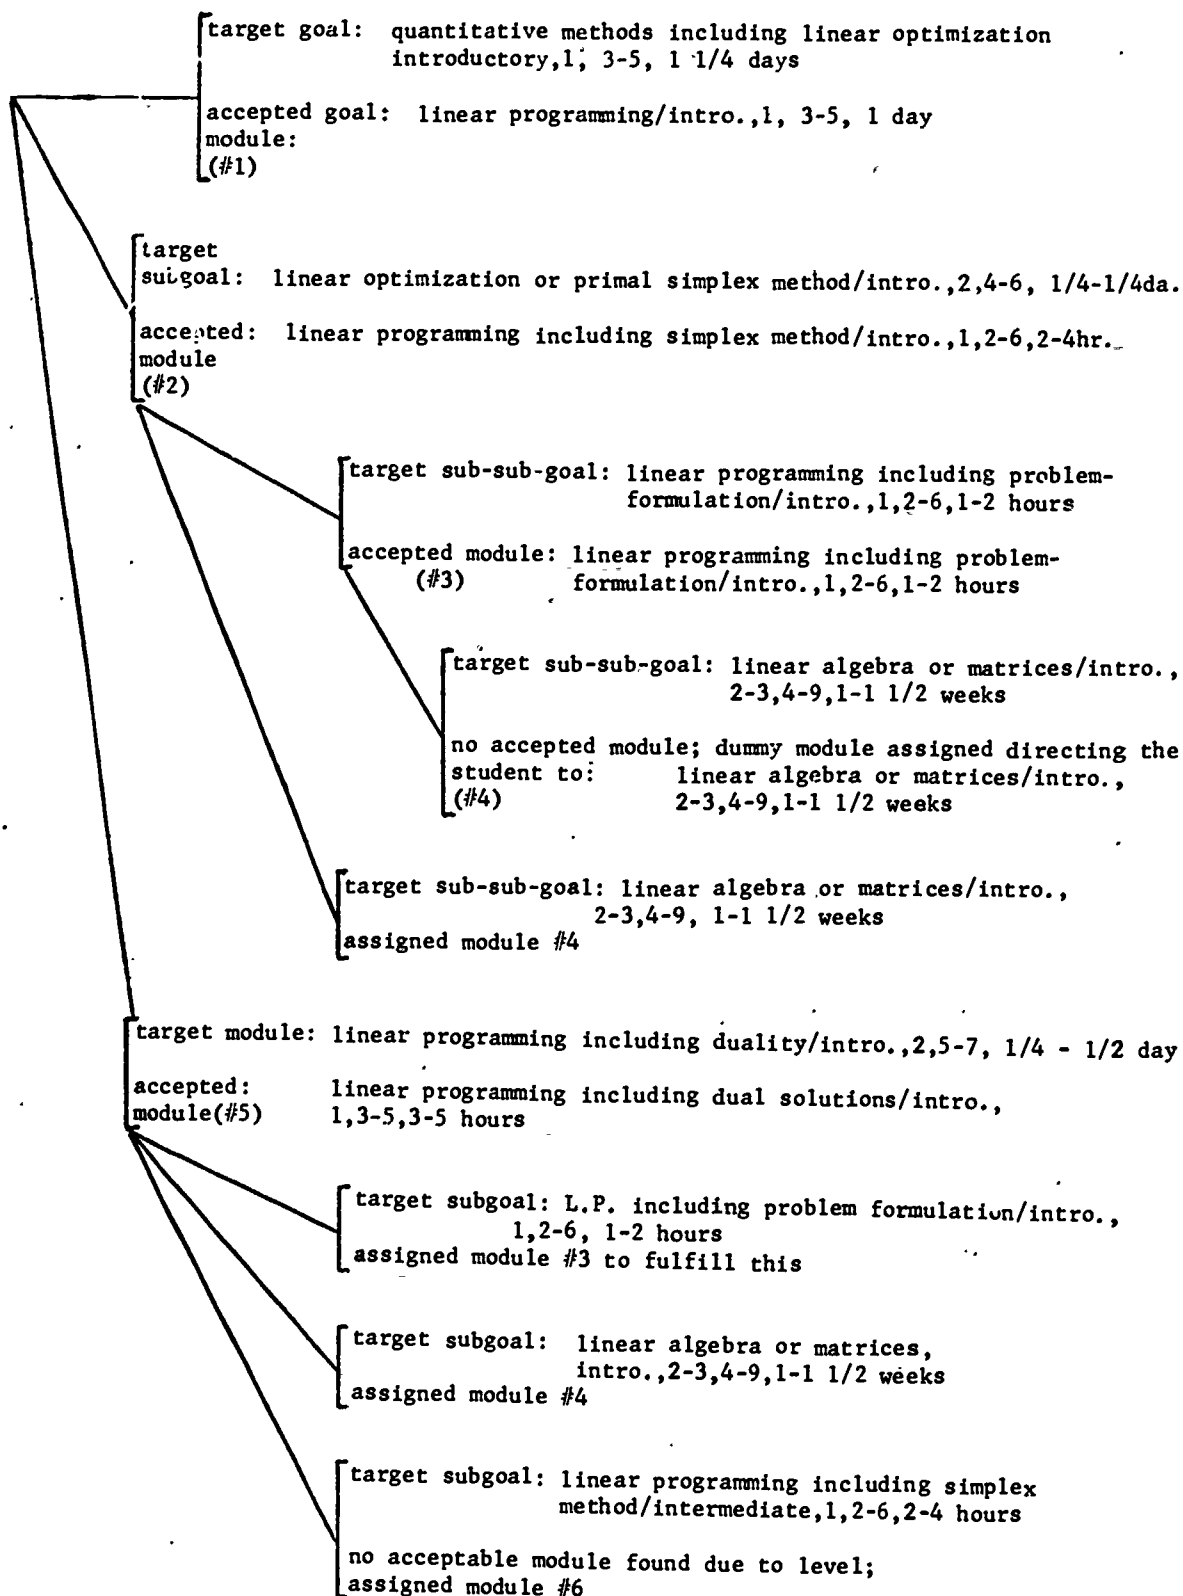 target goal: quantitative methods including linear optimization
introductory,1, 3-5, 1 1/4 days
accepted goal: linear programming/intro.,1, 3-5, 1 day
module:
(#1)
target
subgoal: linear optimization or primal simplex method/intro.,2,4-6, 1/4-1/4da.
accepted: linear programming including simplex method/intro.,1,2-6,2-4hr.
module
(#2)
target sub-sub-goal: linear programming including problem-
formulation/intro.,1,2-6,1-2 hours
accepted module: linear programming including problem-
(#3) formulation/intro.,1,2-6,1-2 hours
target sub-sub-goal: linear algebra or matrices/intro.,
2-3,4-9,1-1 1/2 weeks
no accepted module; dummy module assigned directing the
student to: linear algebra or matrices/intro.,
(#4) 2-3,4-9,1-1 1/2 weeks
target sub-sub-goal: linear algebra or matrices/intro.,
2-3,4-9, 1-1 1/2 weeks
assigned module #4
target module: linear programming including duality/intro.,2,5-7, 1/4 - 1/2 day
accepted: linear programming including dual solutions/intro.,
module(#5) 1,3-5,3-5 hours
target subgoal: L.P. including problem formulation/intro.,
1,2-6, 1-2 hours
assigned module #3 to fulfill this
target subgoal: linear algebra or matrices,
intro.,2-3,4-9,1-1 1/2 weeks
assigned module #4
target subgoal: linear programming including simplex
method/intermediate,1,2-6,2-4 hours
no acceptable module found due to level;
assigned module #6